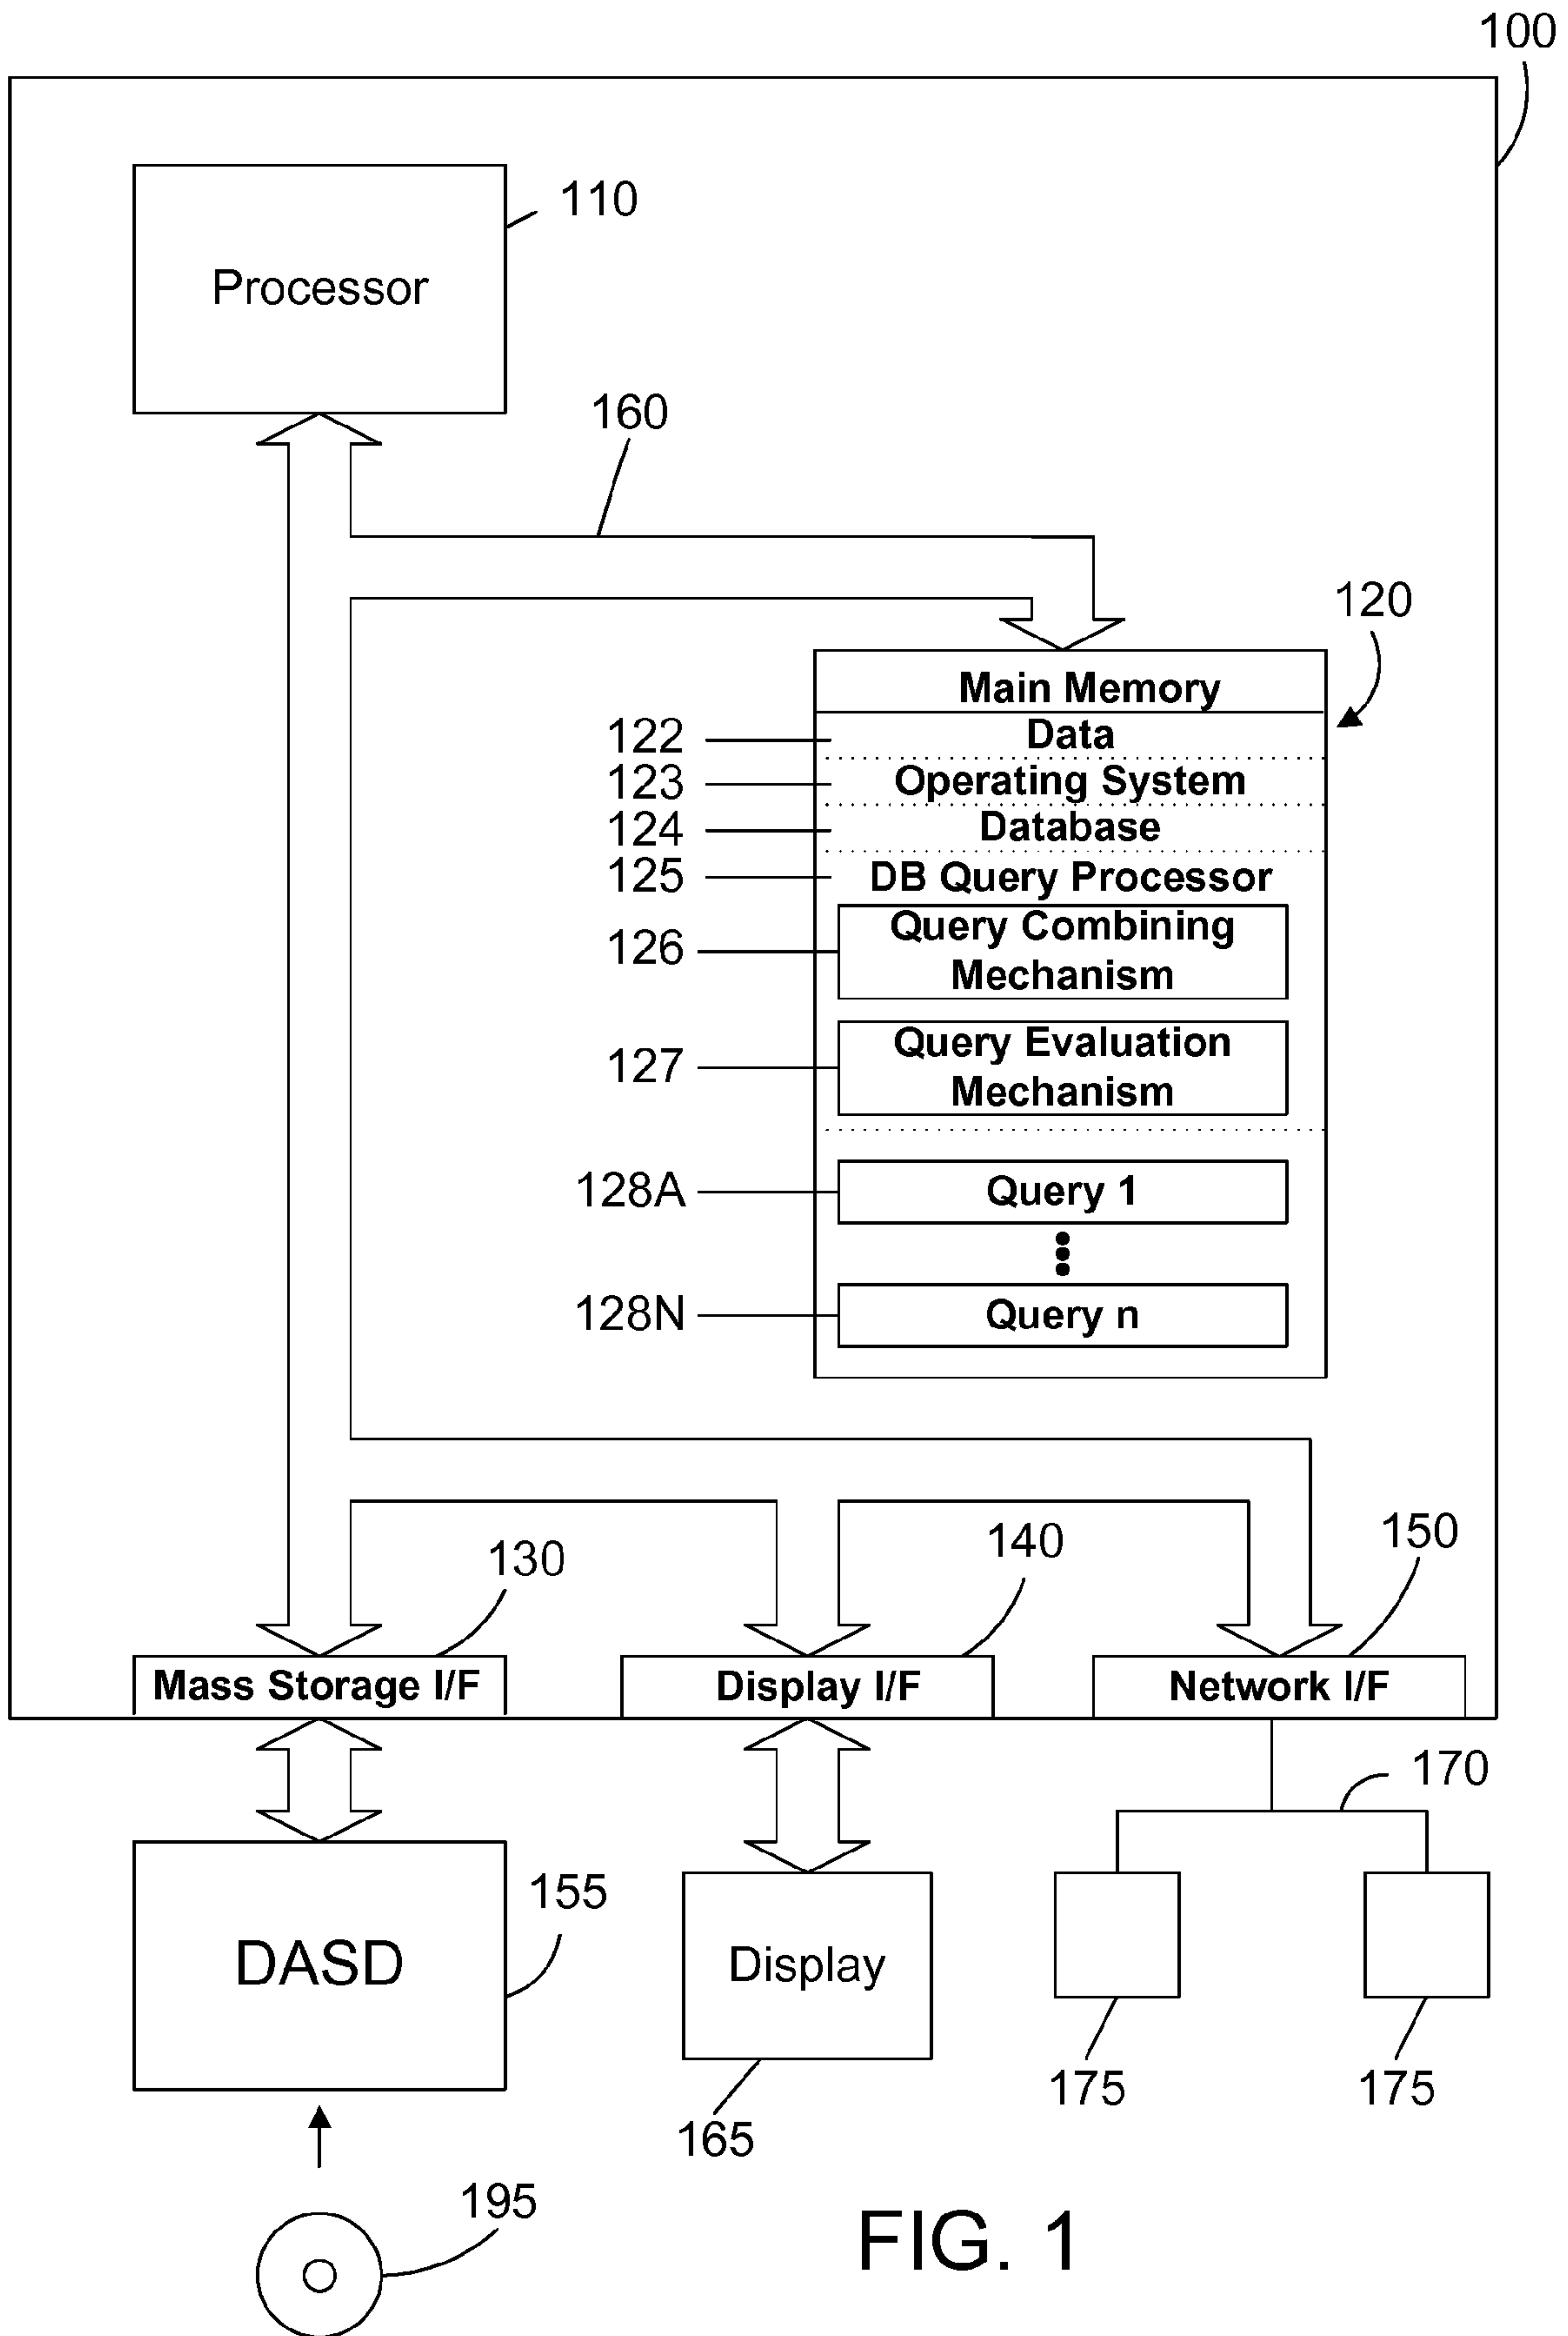 100
110
Processor
160
120
Main Memory
122 Data
123 Operating System
124 Database
125 DB Query Processor
126 Query Combining
Mechanism
127 Query Evaluation
Mechanism
128A Query 1
128N Query n
130
140
150
Mass Storage I/F
Display I/F
Network I/F
170
155
DASD
Display
175
175
165
195
FIG. 1